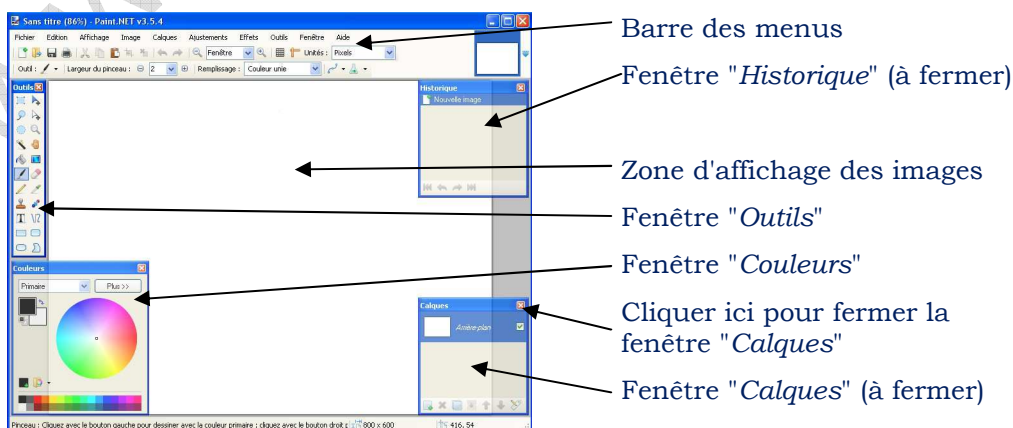 Sans titre (86%) - Paint.NET v3.5.4
Fichier Edition Affichage Image Calques Ajustements Effets Outils Fenêtre Aide
Fenêtre Unités : Pixels
Outil : Largeur du pinceau : 2 Remplissage : Couleur unie
Outils
Historique
Nouvelle image
Couleurs
Primaire Plus >>
Calques
Arrière-plan
Pinceau : Cliquez avec le bouton gauche pour dessiner avec la couleur primaire ; cliquez avec le bouton droit p 800 x 600 416, 54
Barre des menus
Fenêtre "Historique" (à fermer)
Zone d'affichage des images
Fenêtre "Outils"
Fenêtre "Couleurs"
Cliquer ici pour fermer la
fenêtre "Calques"
Fenêtre "Calques" (à fermer)